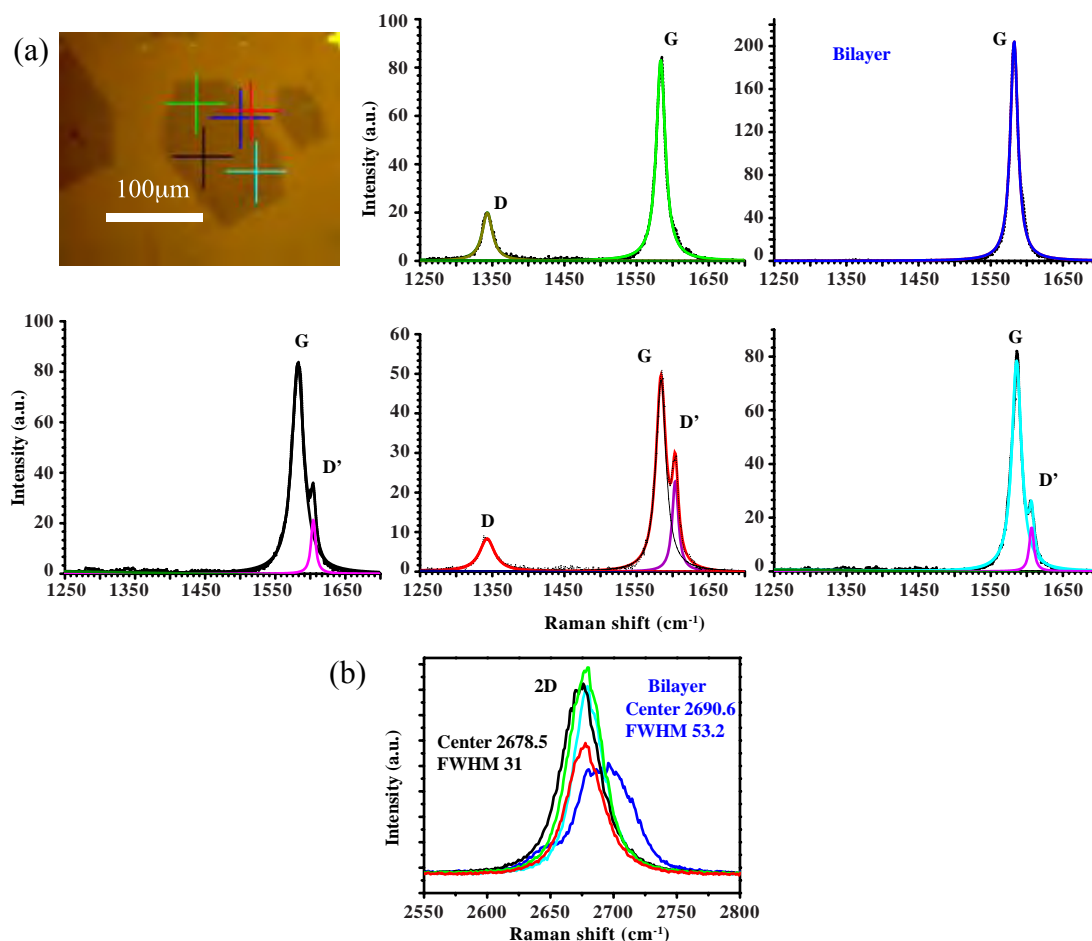 (a)
100μm
100
80
60
40
20
0
Intensity (a.u.)
1250 1350 1450 1550 1650
D
G
200
160
120
80
40
0
1250 1350 1450 1550 1650
Bilayer
G
100
80
60
40
20
0
Intensity (a.u.)
1250 1350 1450 1550 1650
G
D’
60
50
40
30
20
10
0
Intensity (a.u.)
1250 1350 1450 1550 1650
D
G
D’
80
60
40
20
0
1250 1350 1450 1550 1650
G
D’
Raman shift (cm-1)
(b)
Intensity (a.u.)
2D
Center 2678.5
FWHM 31
Bilayer
Center 2690.6
FWHM 53.2
2550 2600 2650 2700 2750 2800
Raman shift (cm-1)